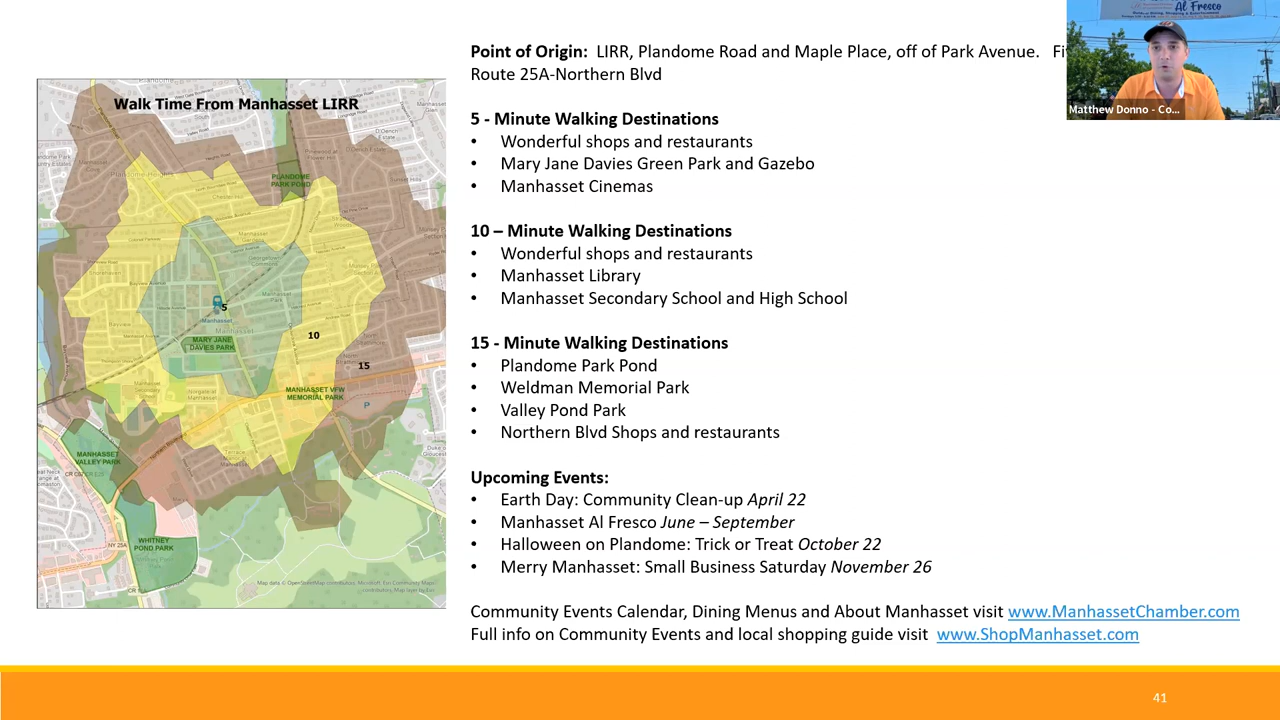 Al Fresco
Point of Origin: LIRR, Plandome Road and Maple Place, off of Park Avenue.
Route 25A-Northern Blvd
Matthew Donno - Co...
Walk Time From Manhasset LIRR
5 - Minute Walking Destinations
• Wonderful shops and restaurants
• Mary Jane Davies Green Park and Gazebo
• Manhasset Cinemas
10 – Minute Walking Destinations
• Wonderful shops and restaurants
• Manhasset Library
• Manhasset Secondary School and High School
15 - Minute Walking Destinations
• Plandome Park Pond
• Weldman Memorial Park
• Valley Pond Park
• Northern Blvd Shops and restaurants
Upcoming Events:
• Earth Day: Community Clean-up April 22
• Manhasset Al Fresco June – September
• Halloween on Plandome: Trick or Treat October 22
• Merry Manhasset: Small Business Saturday November 26
Community Events Calendar, Dining Menus and About Manhasset visit www.ManhassetChamber.com
Full info on Community Events and local shopping guide visit www.ShopManhasset.com
PLANDOME
PARK POND
5
Manhasset
Manhasset
MARY JANE
DAVIES PARK
10
15
MANHASSET VFW
MEMORIAL PARK
P
MANHASSET
VALLEY PARK
WHITNEY
POND PARK
NY 25A
41